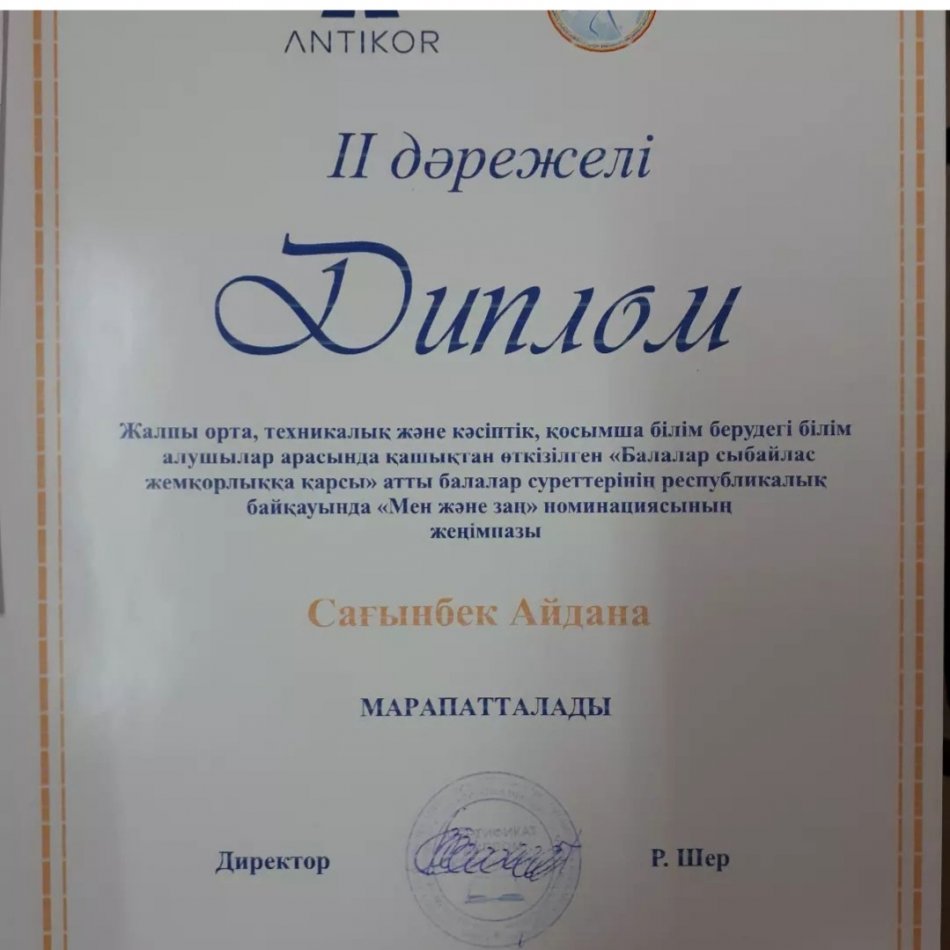 ANTIKOR
II дәрежелі
Диплом
Жалпы орта, техникалық және кәсіптік, қосымша білім берудегі білім
алушылар арасында қашықтан өткізілген «Балалар сыбайлас
жемқорлыққа қарсы» атты балалар суреттерінің республикалық
байқауында «Мен және заң» номинациясының
жеңімпазы
Сағынбек Айдана
МАРАПАТТАЛАДЫ
Директор
Р. Шер